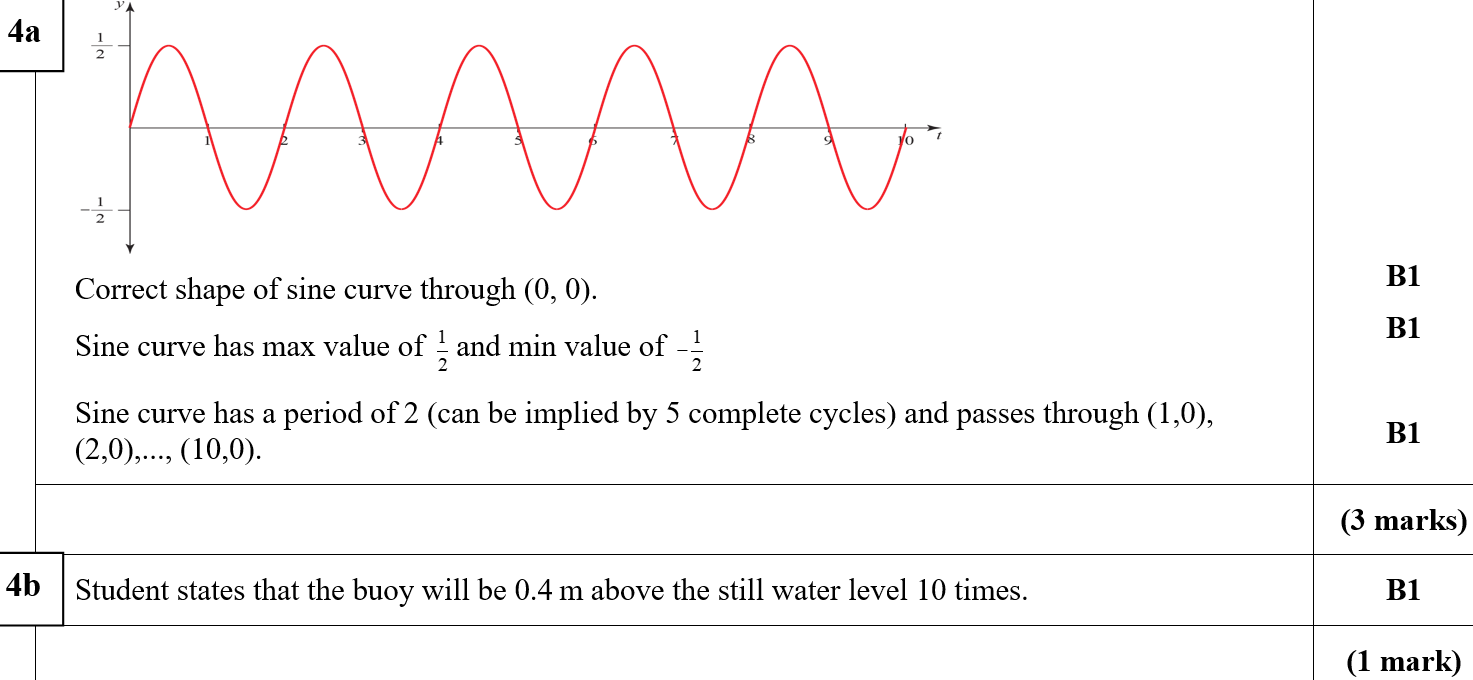 4a
y
1/2
1 2 3 4 5 6 7 8 9 10 t
-1/2
Correct shape of sine curve through (0, 0). B1
Sine curve has max value of 1/2 and min value of -1/2 B1
Sine curve has a period of 2 (can be implied by 5 complete cycles) and passes through (1,0),
(2,0),..., (10,0). B1
(3 marks)
4b Student states that the buoy will be 0.4 m above the still water level 10 times. B1
(1 mark)